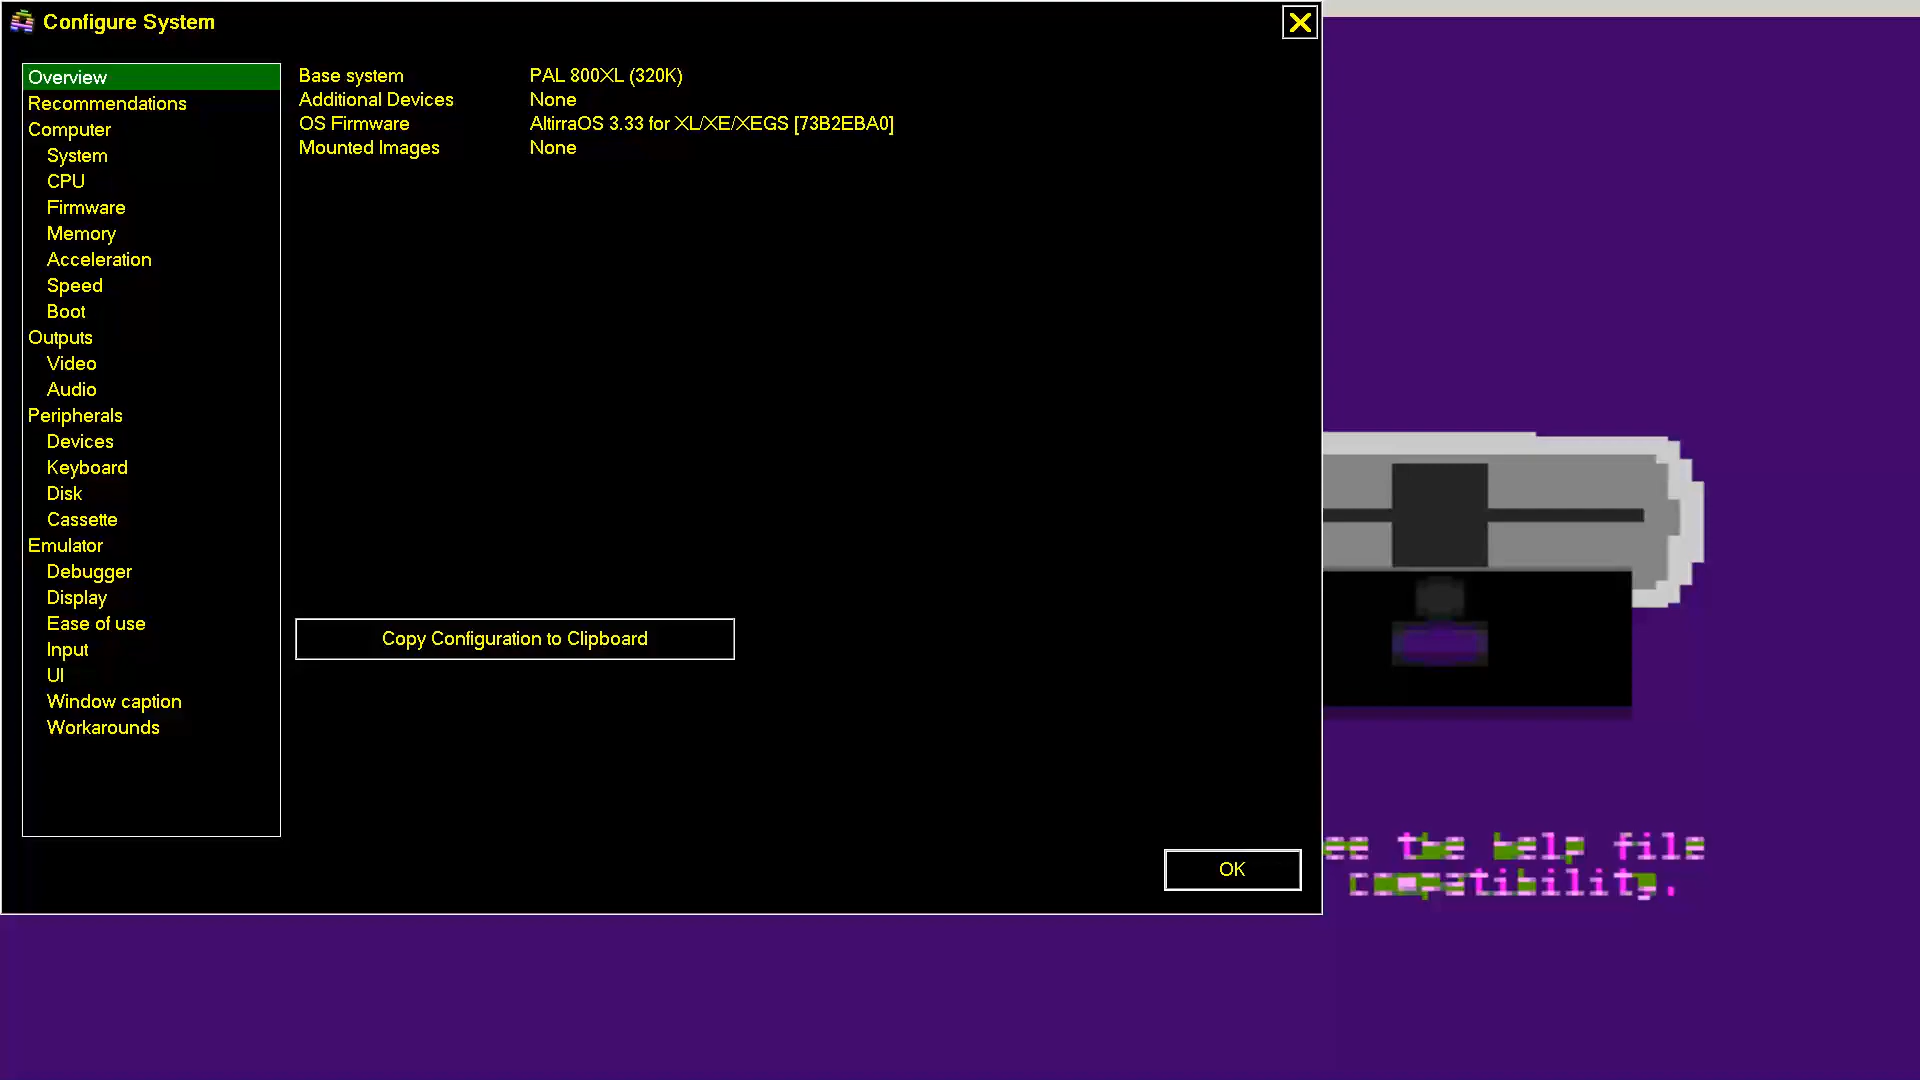 Configure System
Overview
Recommendations
Computer
System
CPU
Firmware
Memory
Acceleration
Speed
Boot
Outputs
Video
Audio
Peripherals
Devices
Keyboard
Disk
Cassette
Emulator
Debugger
Display
Ease of use
Input
UI
Window caption
Workarounds
Base system PAL 800XL (320K)
Additional Devices None
OS Firmware AltirraOS 3.33 for XL/XE/XEGS [73B2EBA0]
Mounted Images None
Copy Configuration to Clipboard
OK
ee the help file
compatibility.